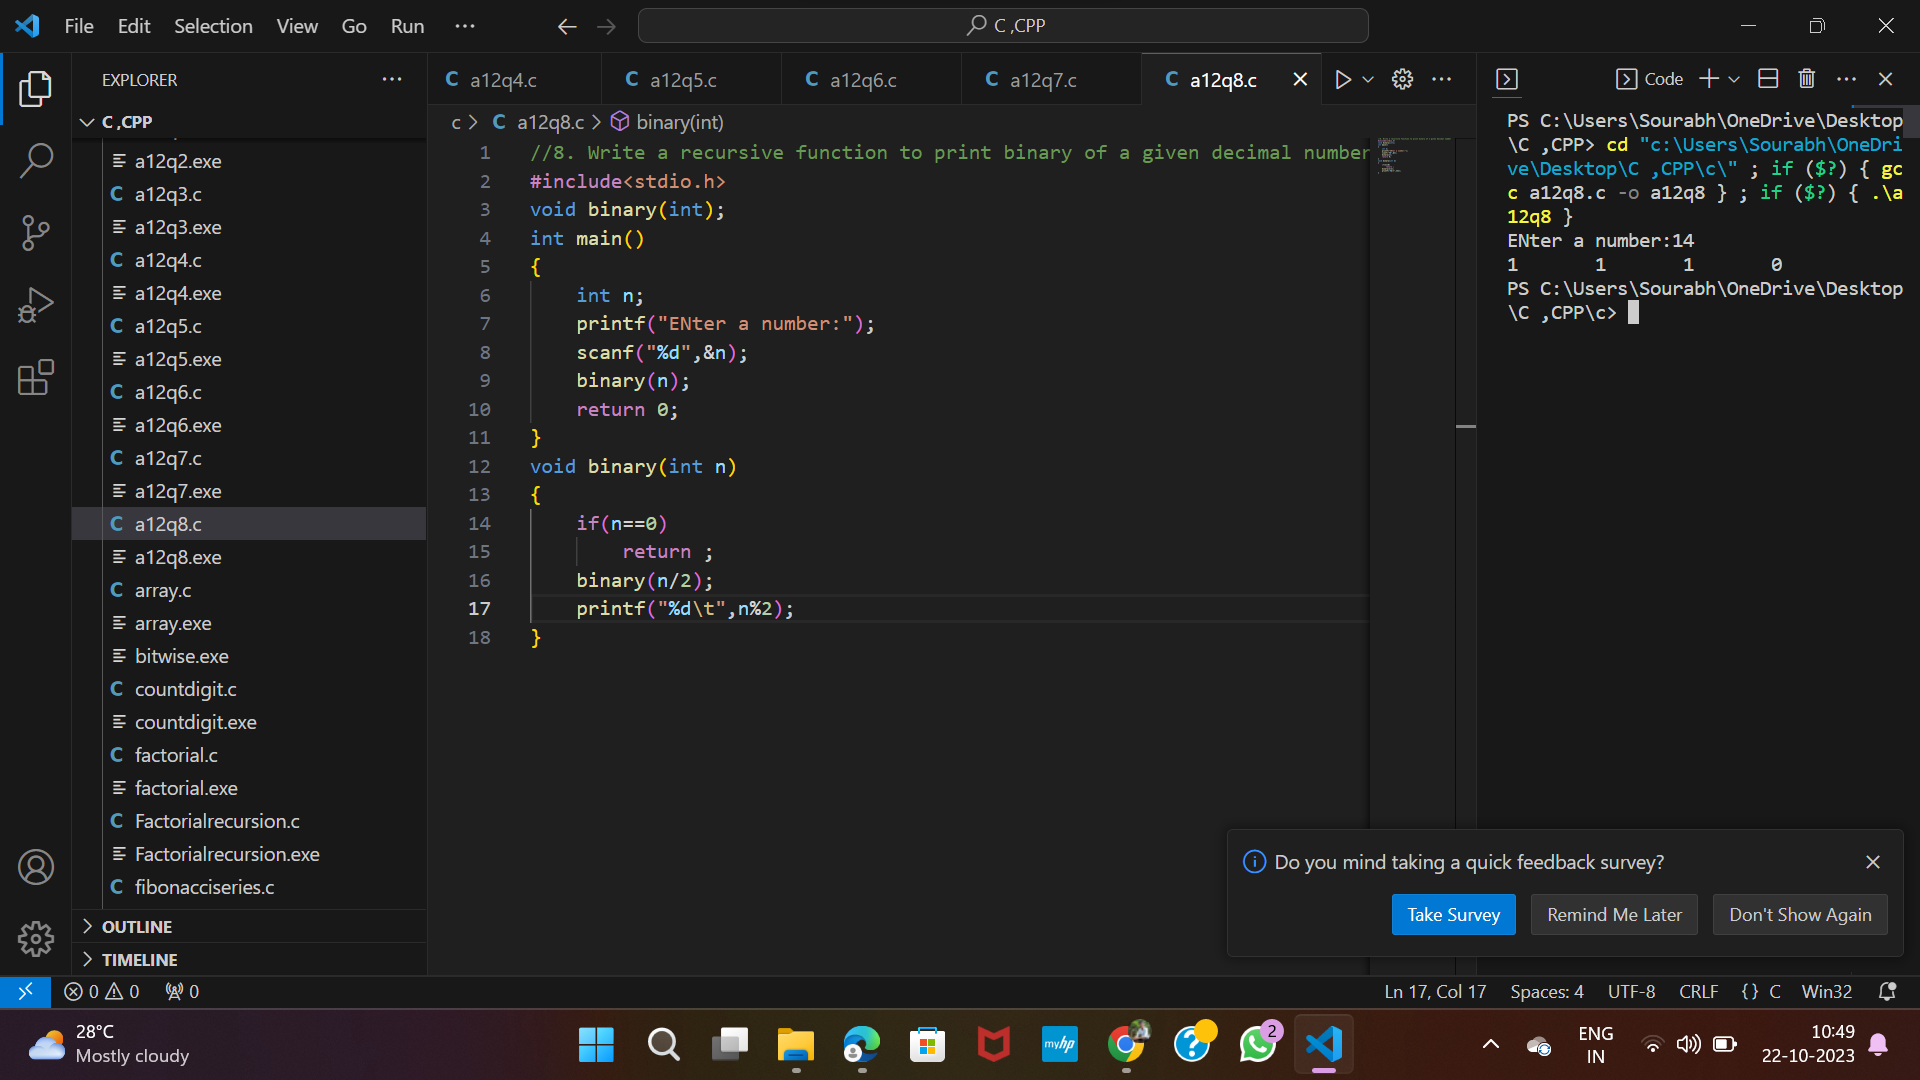 File Edit Selection View Go Run ··· C ,CPP
EXPLORER ···
C ,CPP
a12q2.exe
C a12q3.c
a12q3.exe
C a12q4.c
a12q4.exe
C a12q5.c
a12q5.exe
C a12q6.c
a12q6.exe
C a12q7.c
a12q7.exe
C a12q8.c
a12q8.exe
C array.c
array.exe
bitwise.exe
C countdigit.c
countdigit.exe
C factorial.c
factorial.exe
C Factorialrecursion.c
Factorialrecursion.exe
C fibonacciseries.c
OUTLINE
TIMELINE
C a12q4.c C a12q5.c C a12q6.c C a12q7.c C a12q8.c
c > C a12q8.c > binary(int)
1 //8. Write a recursive function to print binary of a given decimal number
2 #include<stdio.h>
3 void binary(int);
4 int main()
5 {
6 int n;
7 printf("ENter a number:");
8 scanf("%d",&n);
9 binary(n);
10 return 0;
11 }
12 void binary(int n)
13 {
14 if(n==0)
15 return ;
16 binary(n/2);
17 printf("%d\t",n%2);
18 }
Code
PS C:\Users\Sourabh\OneDrive\Desktop
\C ,CPP> cd "c:\Users\Sourabh\OneDri
ve\Desktop\C ,CPP\c\" ; if ($?) { gc
c a12q8.c -o a12q8 } ; if ($?) { .\a
12q8 }
ENter a number:14
1 1 1 0
PS C:\Users\Sourabh\OneDrive\Desktop
\C ,CPP\c>
Do you mind taking a quick feedback survey?
Take Survey Remind Me Later Don't Show Again
0 0 0 Ln 17, Col 17 Spaces: 4 UTF-8 CRLF {} C Win32
28°C
Mostly cloudy
myhp
2
ENG
IN
10:49
22-10-2023